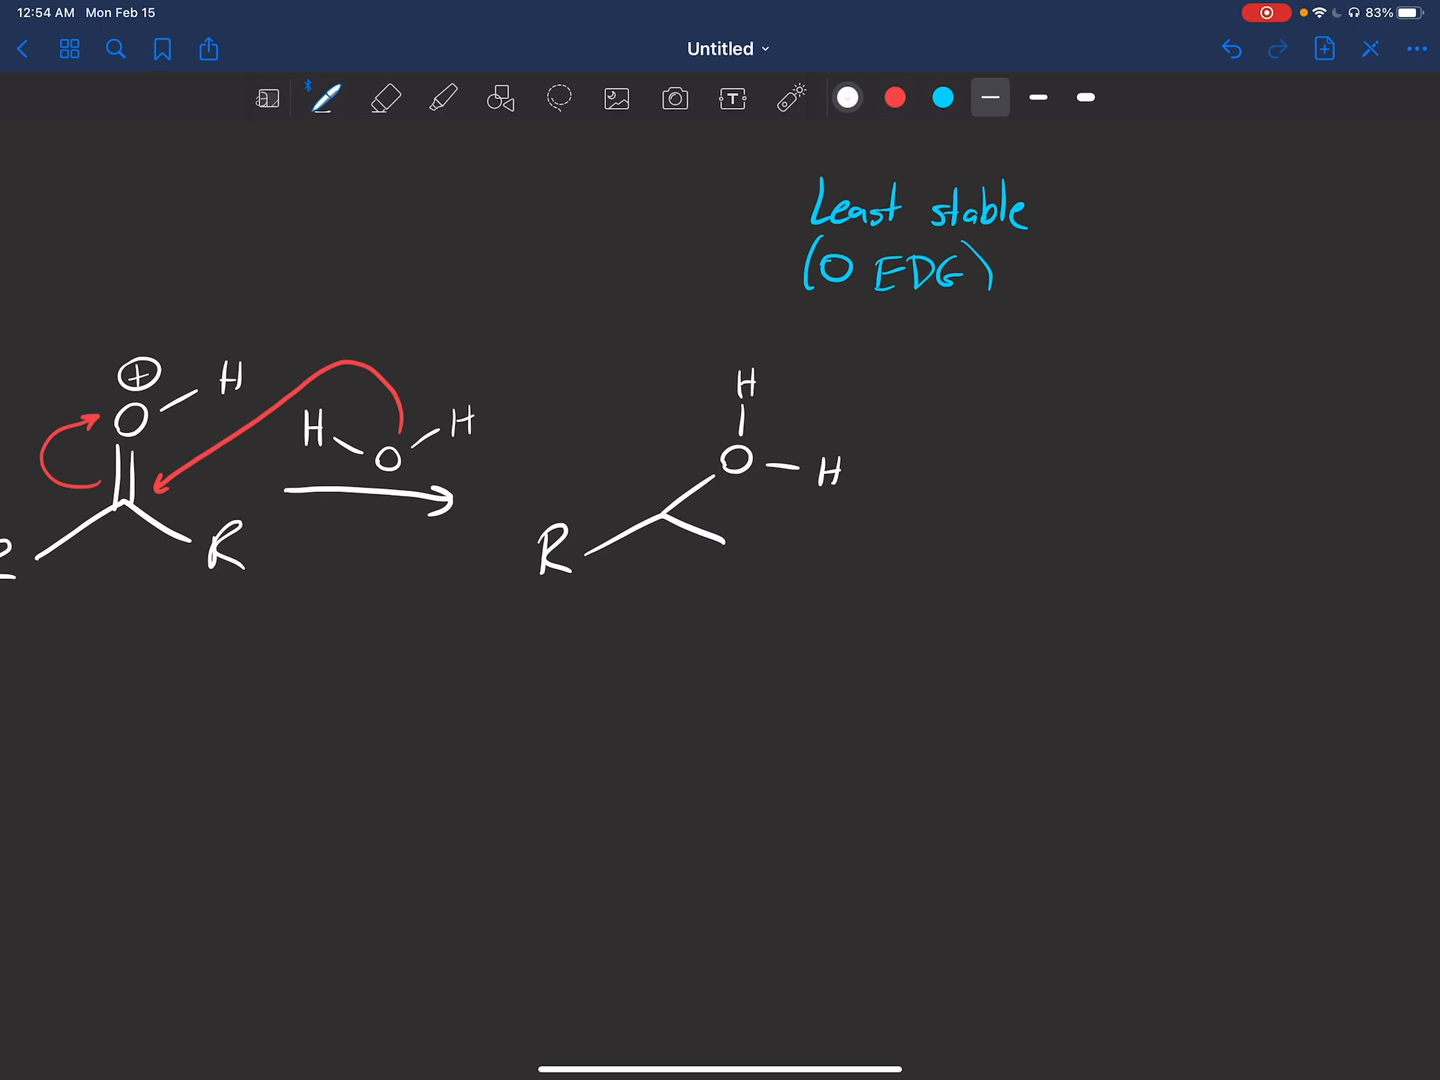 12:54 AM Mon Feb 15
83%
Untitled
T
Least stable
(0 EDG)
⊕
H
O
H
H
O
R
R
H
O
H
R